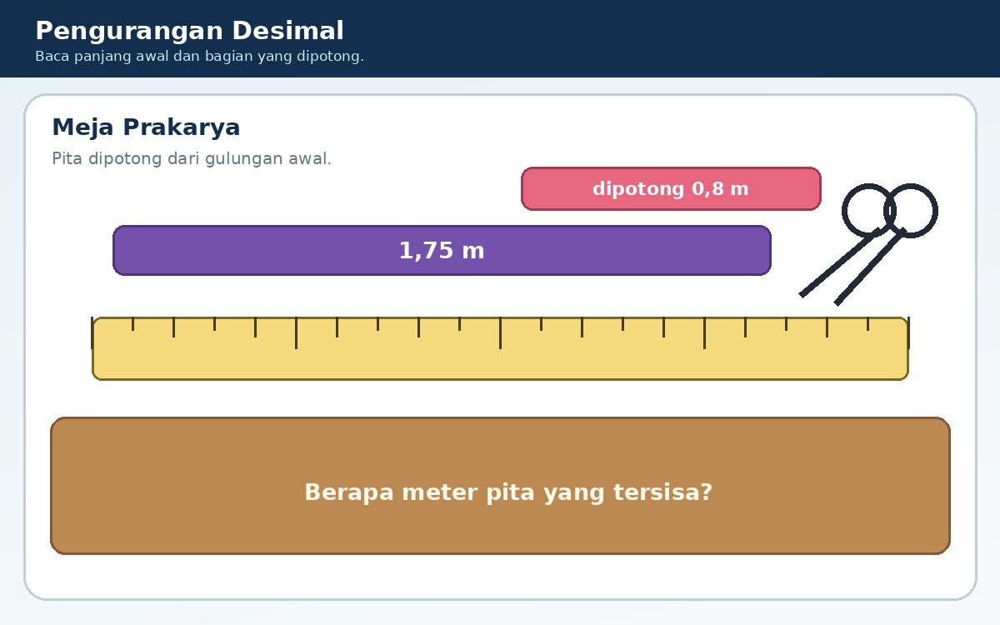 Pengurangan Desimal
Baca panjang awal dan bagian yang dipotong.
Meja Prakarya
Pita dipotong dari gulungan awal.
dipotong 0,8 m
1,75 m
Berapa meter pita yang tersisa?